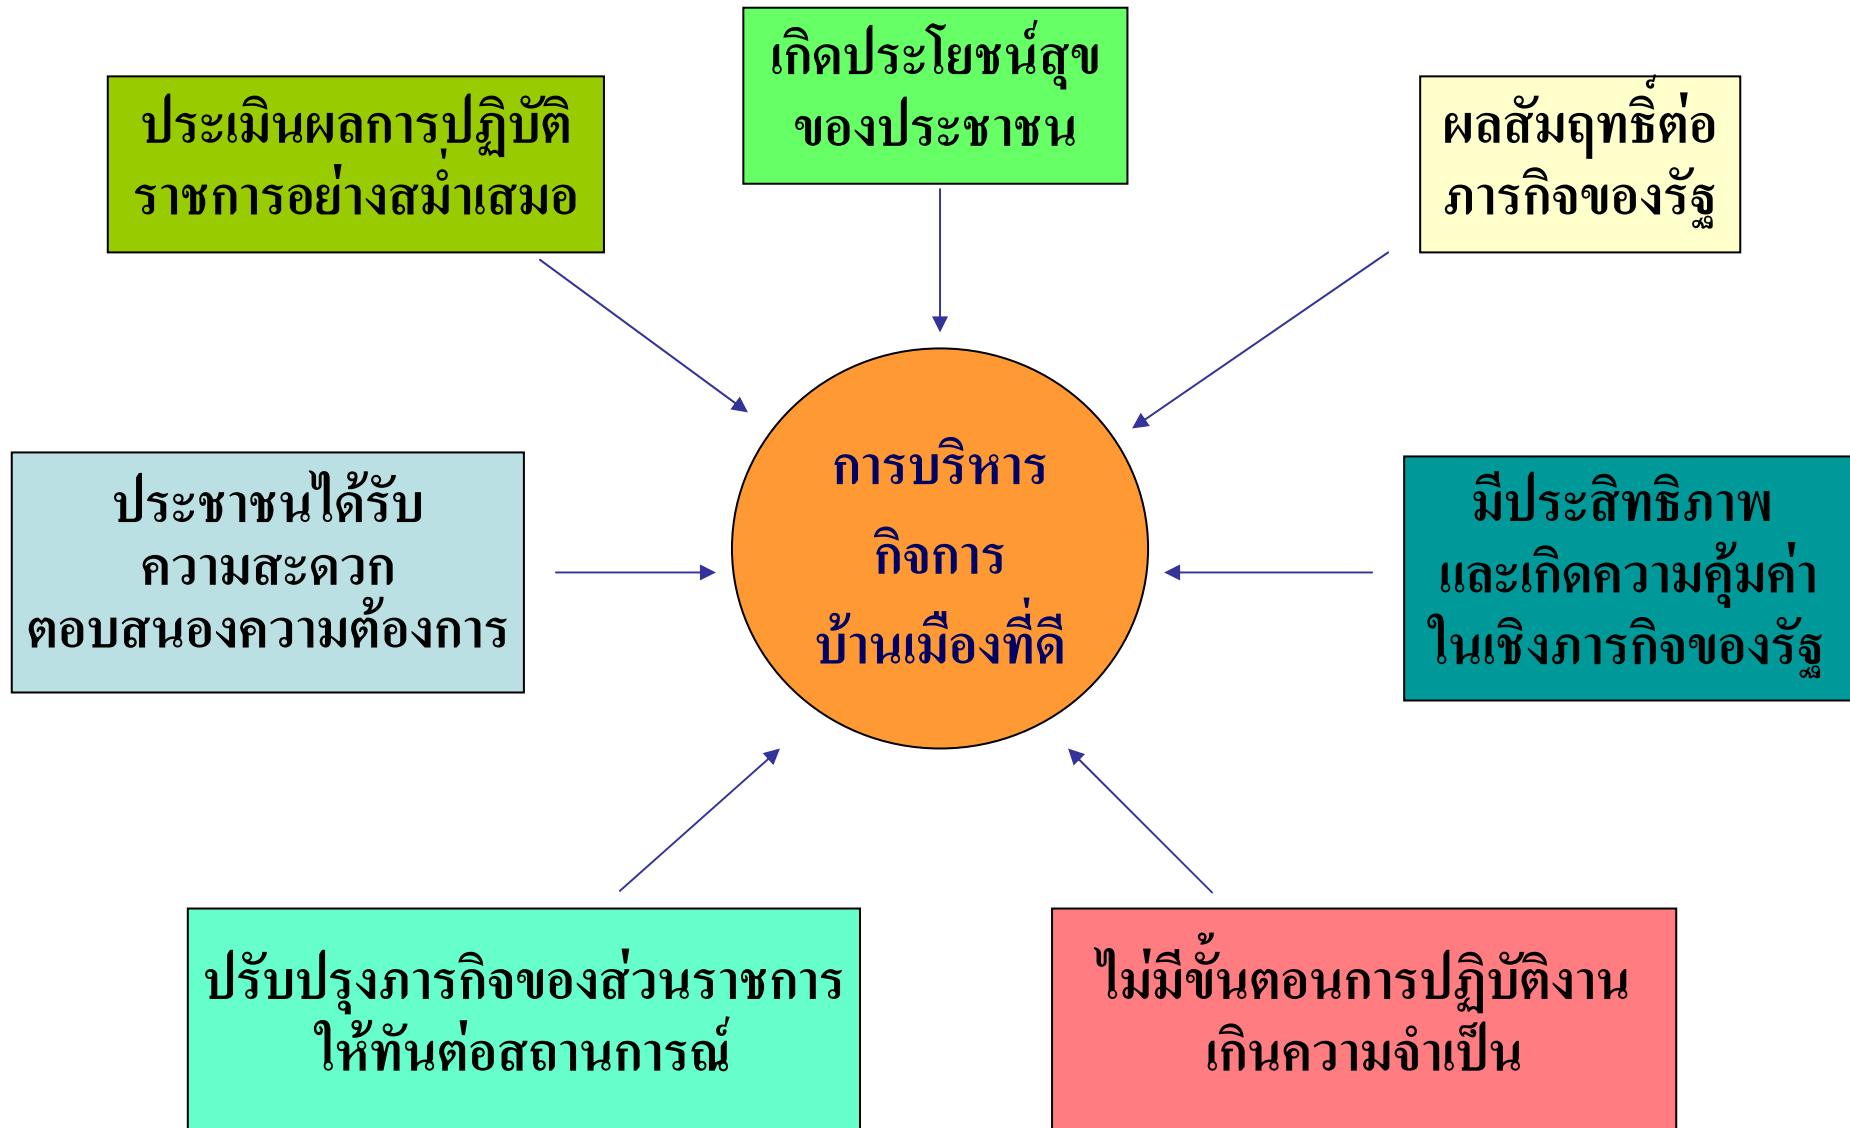 เกิดประโยชน์สุข
ของประชาชน
ประเมินผลการปฏิบัติ
ราชการอย่างสม่ำเสมอ
ผลสัมฤทธิ์ต่อ
ภารกิจของรัฐ
การบริหาร
กิจการ
บ้านเมืองที่ดี
ประชาชนได้รับ
ความสะดวก
ตอบสนองความต้องการ
มีประสิทธิภาพ
และเกิดความคุ้มค่า
ในเชิงภารกิจของรัฐ
ปรับปรุงภารกิจของส่วนราชการ
ให้ทันต่อสถานการณ์
ไม่มีขั้นตอนการปฏิบัติงาน
เกินความจำเป็น